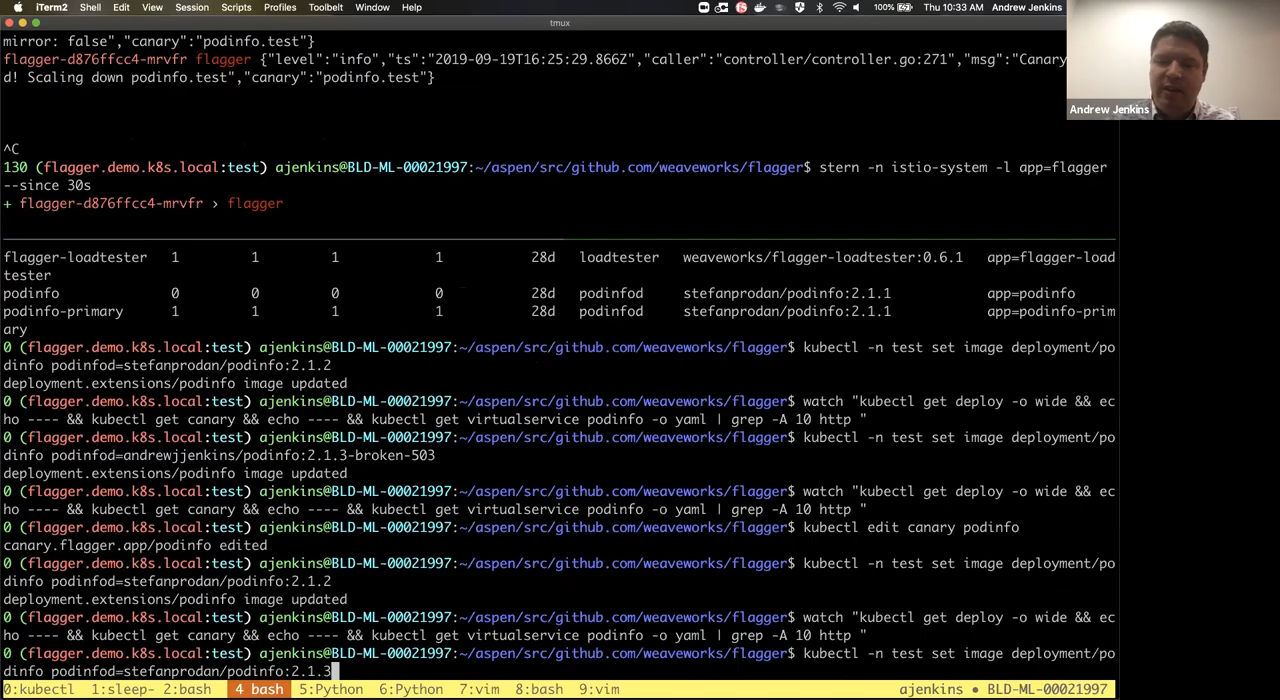 iTerm2 Shell Edit View Session Scripts Profiles Toolbelt Window Help 100% Thu 10:33 AM Andrew Jenkins
tmux
Andrew Jenkins
mirror: false","canary":"podinfo.test"}
flagger-d876ffcc4-mrvfr flagger {"level":"info","ts":"2019-09-19T16:25:29.866Z","caller":"controller/controller.go:271","msg":"Canary
d! Scaling down podinfo.test","canary":"podinfo.test"}
^C
130 (flagger.demo.k8s.local:test) ajenkins@BLD-ML-00021997:~/aspen/src/github.com/weaveworks/flagger$ stern -n istio-system -l app=flagger
--since 30s
+ flagger-d876ffcc4-mrvfr › flagger
flagger-loadtester 1 1 1 1 28d loadtester weaveworks/flagger-loadtester:0.6.1 app=flagger-load
tester
podinfo 0 0 0 0 28d podinfod stefanprodan/podinfo:2.1.1 app=podinfo
podinfo-primary 1 1 1 1 28d podinfod stefanprodan/podinfo:2.1.1 app=podinfo-prim
ary
0 (flagger.demo.k8s.local:test) ajenkins@BLD-ML-00021997:~/aspen/src/github.com/weaveworks/flagger$ kubectl -n test set image deployment/po
dinfo podinfod=stefanprodan/podinfo:2.1.2
deployment.extensions/podinfo image updated
0 (flagger.demo.k8s.local:test) ajenkins@BLD-ML-00021997:~/aspen/src/github.com/weaveworks/flagger$ watch "kubectl get deploy -o wide && ec
ho ---- && kubectl get canary && echo ---- && kubectl get virtualservice podinfo -o yaml | grep -A 10 http "
0 (flagger.demo.k8s.local:test) ajenkins@BLD-ML-00021997:~/aspen/src/github.com/weaveworks/flagger$ kubectl -n test set image deployment/po
dinfo podinfod=andrewjjenkins/podinfo:2.1.3-broken-503
deployment.extensions/podinfo image updated
0 (flagger.demo.k8s.local:test) ajenkins@BLD-ML-00021997:~/aspen/src/github.com/weaveworks/flagger$ watch "kubectl get deploy -o wide && ec
ho ---- && kubectl get canary && echo ---- && kubectl get virtualservice podinfo -o yaml | grep -A 10 http "
0 (flagger.demo.k8s.local:test) ajenkins@BLD-ML-00021997:~/aspen/src/github.com/weaveworks/flagger$ kubectl edit canary podinfo
canary.flagger.app/podinfo edited
0 (flagger.demo.k8s.local:test) ajenkins@BLD-ML-00021997:~/aspen/src/github.com/weaveworks/flagger$ kubectl -n test set image deployment/po
dinfo podinfod=stefanprodan/podinfo:2.1.2
deployment.extensions/podinfo image updated
0 (flagger.demo.k8s.local:test) ajenkins@BLD-ML-00021997:~/aspen/src/github.com/weaveworks/flagger$ watch "kubectl get deploy -o wide && ec
ho ---- && kubectl get canary && echo ---- && kubectl get virtualservice podinfo -o yaml | grep -A 10 http "
0 (flagger.demo.k8s.local:test) ajenkins@BLD-ML-00021997:~/aspen/src/github.com/weaveworks/flagger$ kubectl -n test set image deployment/po
dinfo podinfod=stefanprodan/podinfo:2.1.3
0:kubectl 1:sleep- 2:bash 4 bash 5:Python 6:Python 7:vim 8:bash 9:vim ajenkins • BLD-ML-00021997